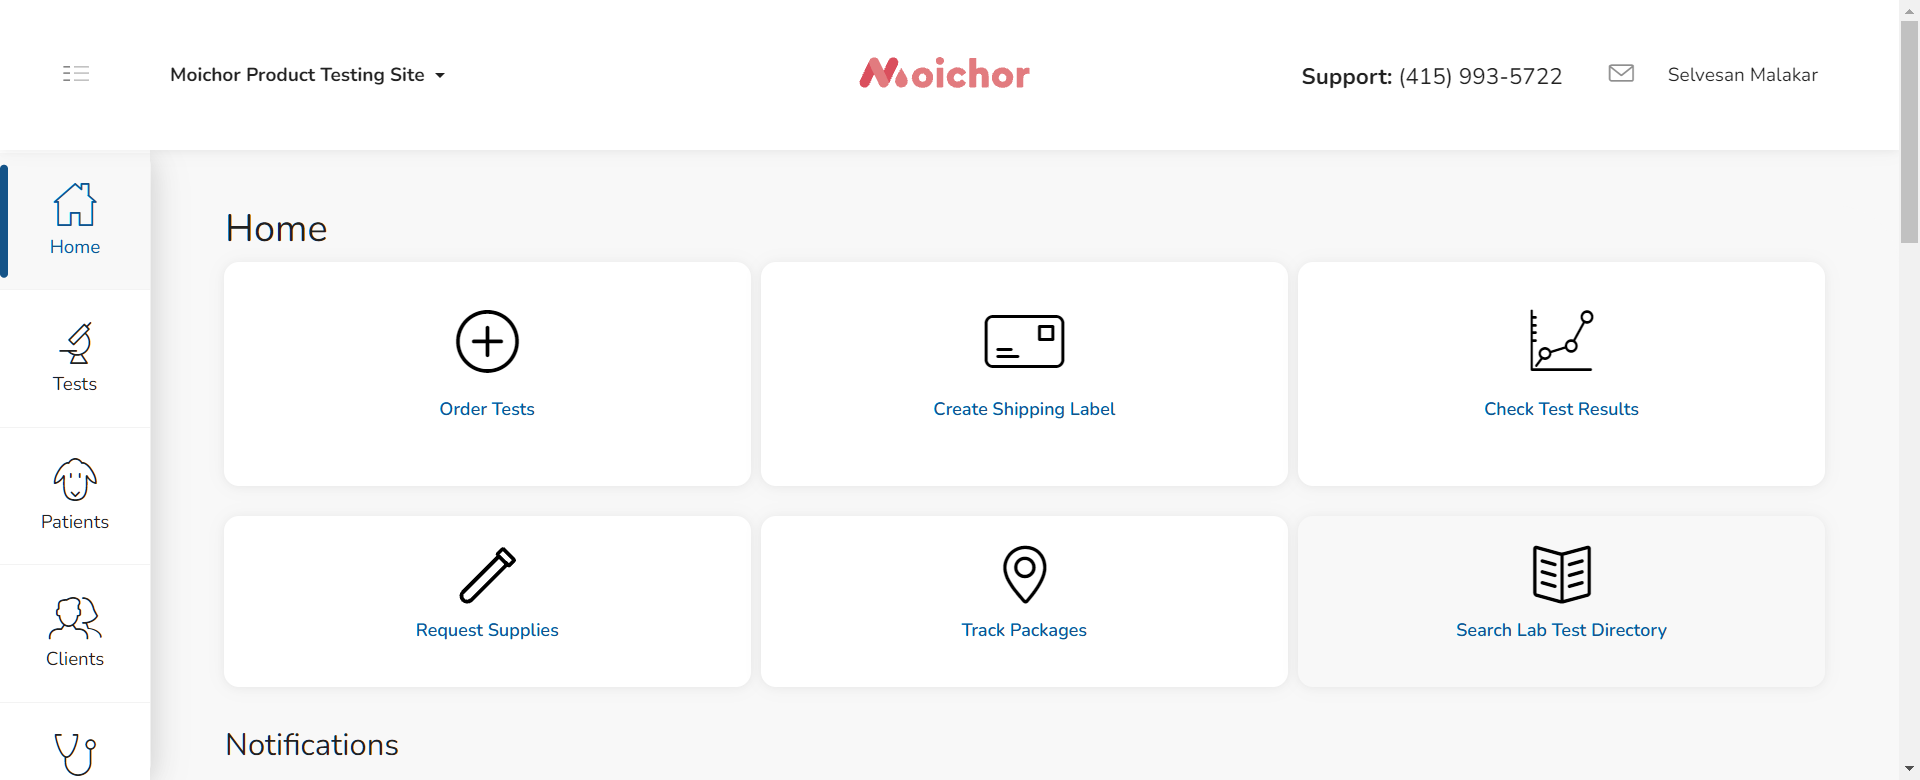 Moichor Product Testing Site
Moichor
Support: (415) 993-5722
Selvesan Malakar
Home
Tests
Patients
Clients
Home
Order Tests
Create Shipping Label
Check Test Results
Request Supplies
Track Packages
Search Lab Test Directory
Notifications